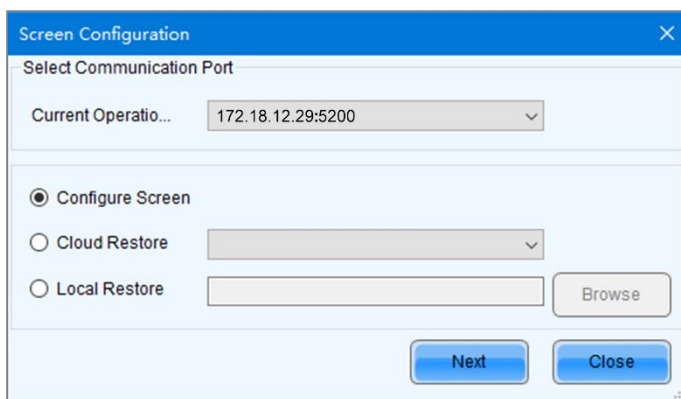 Screen Configuration
Select Communication Port
Current Operatio... 172.18.12.29:5200
Configure Screen
Cloud Restore
Local Restore Browse
Next Close